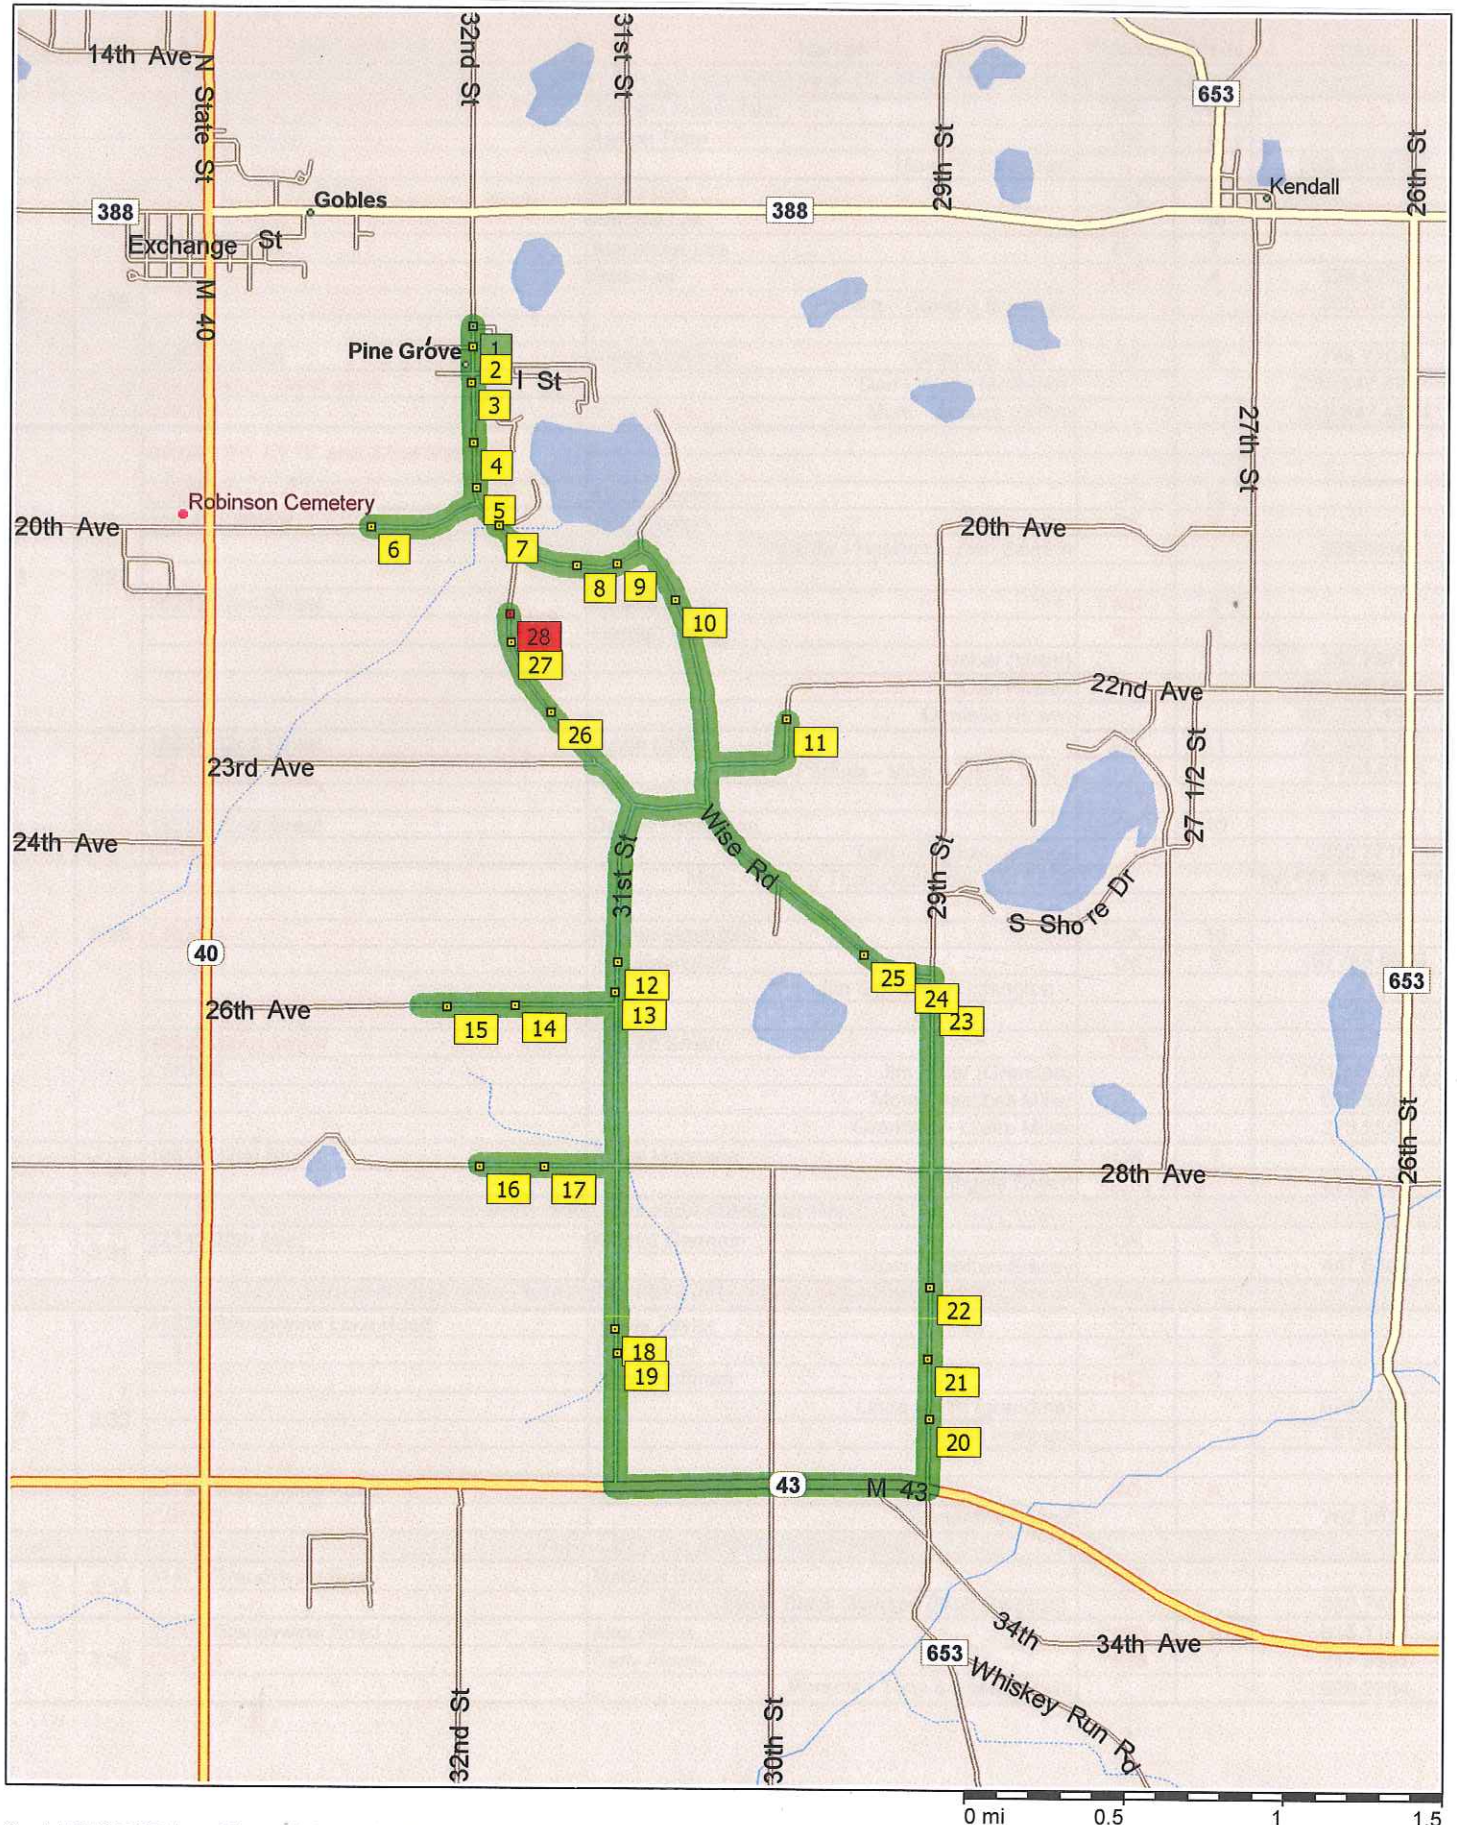 32nd St
31st St
14th Ave
N State St
653
29th St
26th St
Kendall
Gobles
388
388
Exchange St
M 40
Pine Grove
1
2
I St
3
27th St
4
Robinson Cemetery
5
20th Ave
20th Ave
6
7
8
9
10
28
27
22nd Ave
26
11
27 1/2 St
23rd Ave
Wise Rd
24th Ave
31st St
29th St
S Shore Dr
40
25
653
12
24
26th Ave
13
23
15
14
26th St
28th Ave
16
17
22
18
19
21
20
43
M 43
34th
34th Ave
653
Whiskey Run Rd
32nd St
30th St
0 mi 0.5 1 1.5